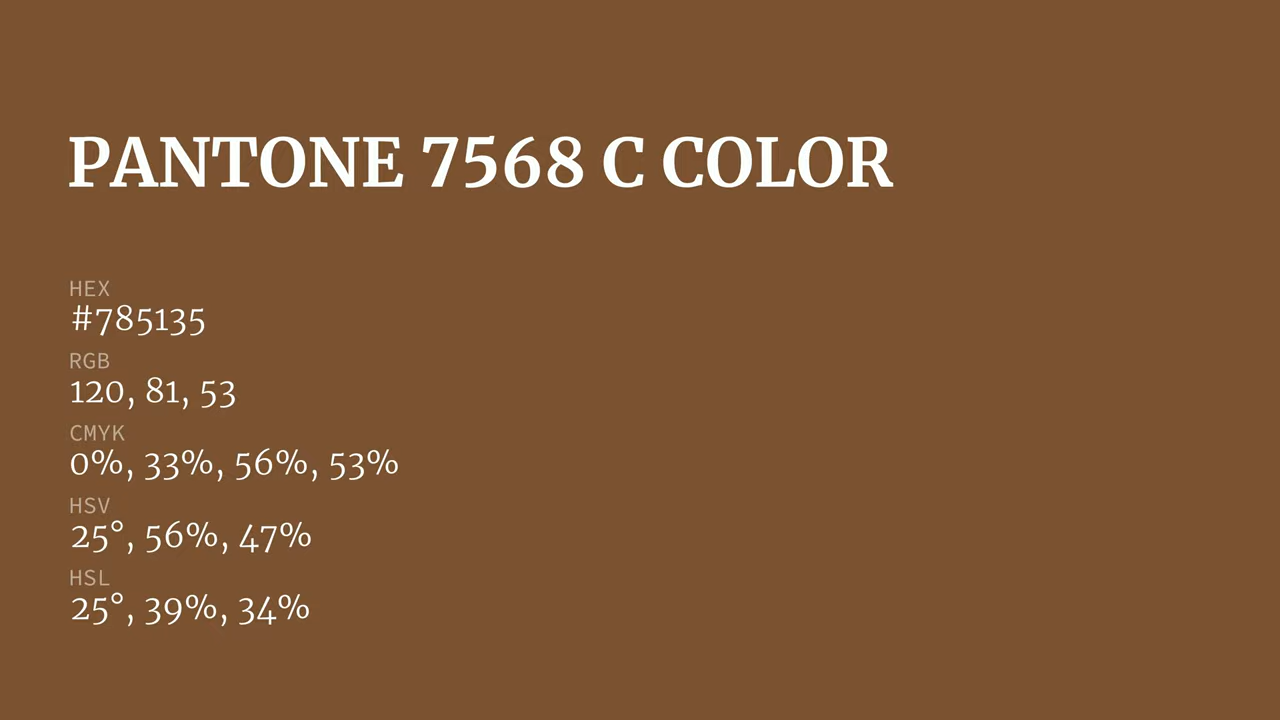 PANTONE 7568 C COLOR
HEX
#785135
RGB
120, 81, 53
CMYK
0%, 33%, 56%, 53%
HSV
25°, 56%, 47%
HSL
25°, 39%, 34%